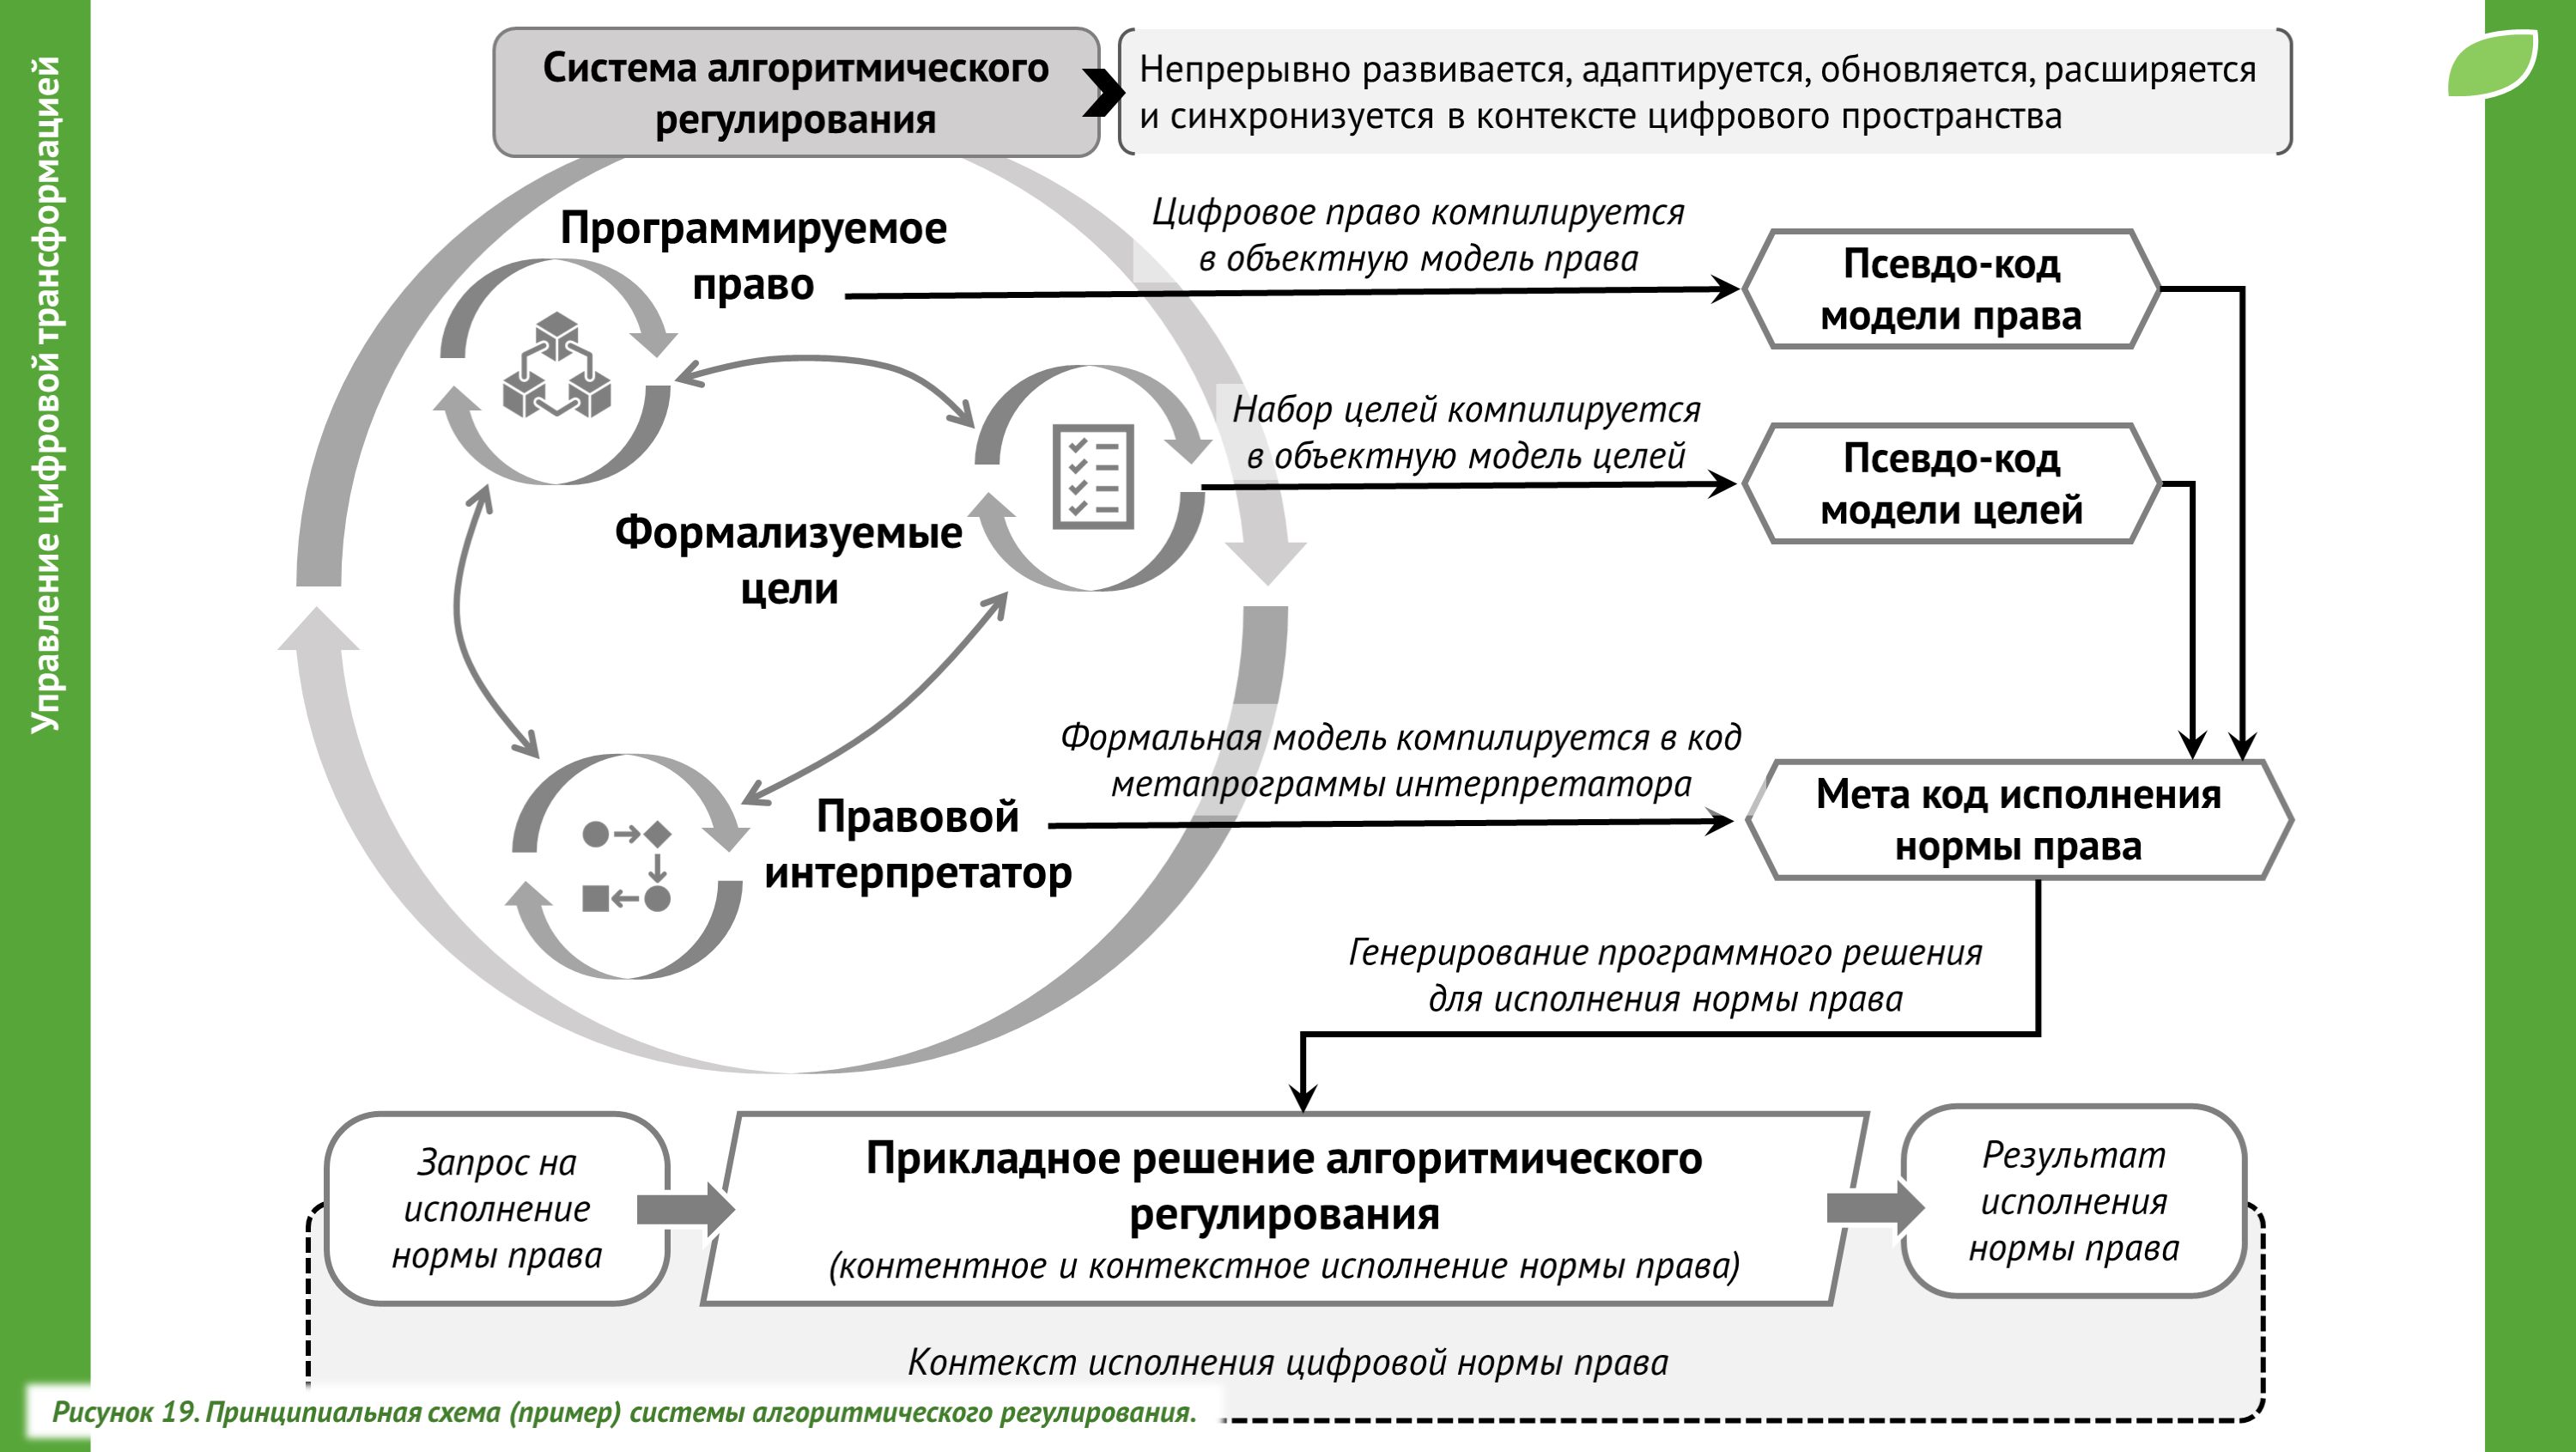 Управление цифровой трансформацией
Система алгоритмического
регулирования
Непрерывно развивается, адаптируется, обновляется, расширяется
и синхронизуется в контексте цифрового пространства
Программируемое
право
Цифровое право компилируется
в объектную модель права
Псевдо-код
модели права
Набор целей компилируется
в объектную модель целей
Псевдо-код
модели целей
Формализуемые
цели
Формальная модель компилируется в код
метапрограммы интерпретатора
Правовой
интерпретатор
Мета код исполнения
нормы права
Генерирование программного решения
для исполнения нормы права
Запрос на
исполнение
нормы права
Прикладное решение алгоритмического
регулирования
(контентное и контекстное исполнение нормы права)
Результат
исполнения
нормы права
Контекст исполнения цифровой нормы права
Рисунок 19. Принципиальная схема (пример) системы алгоритмического регулирования.